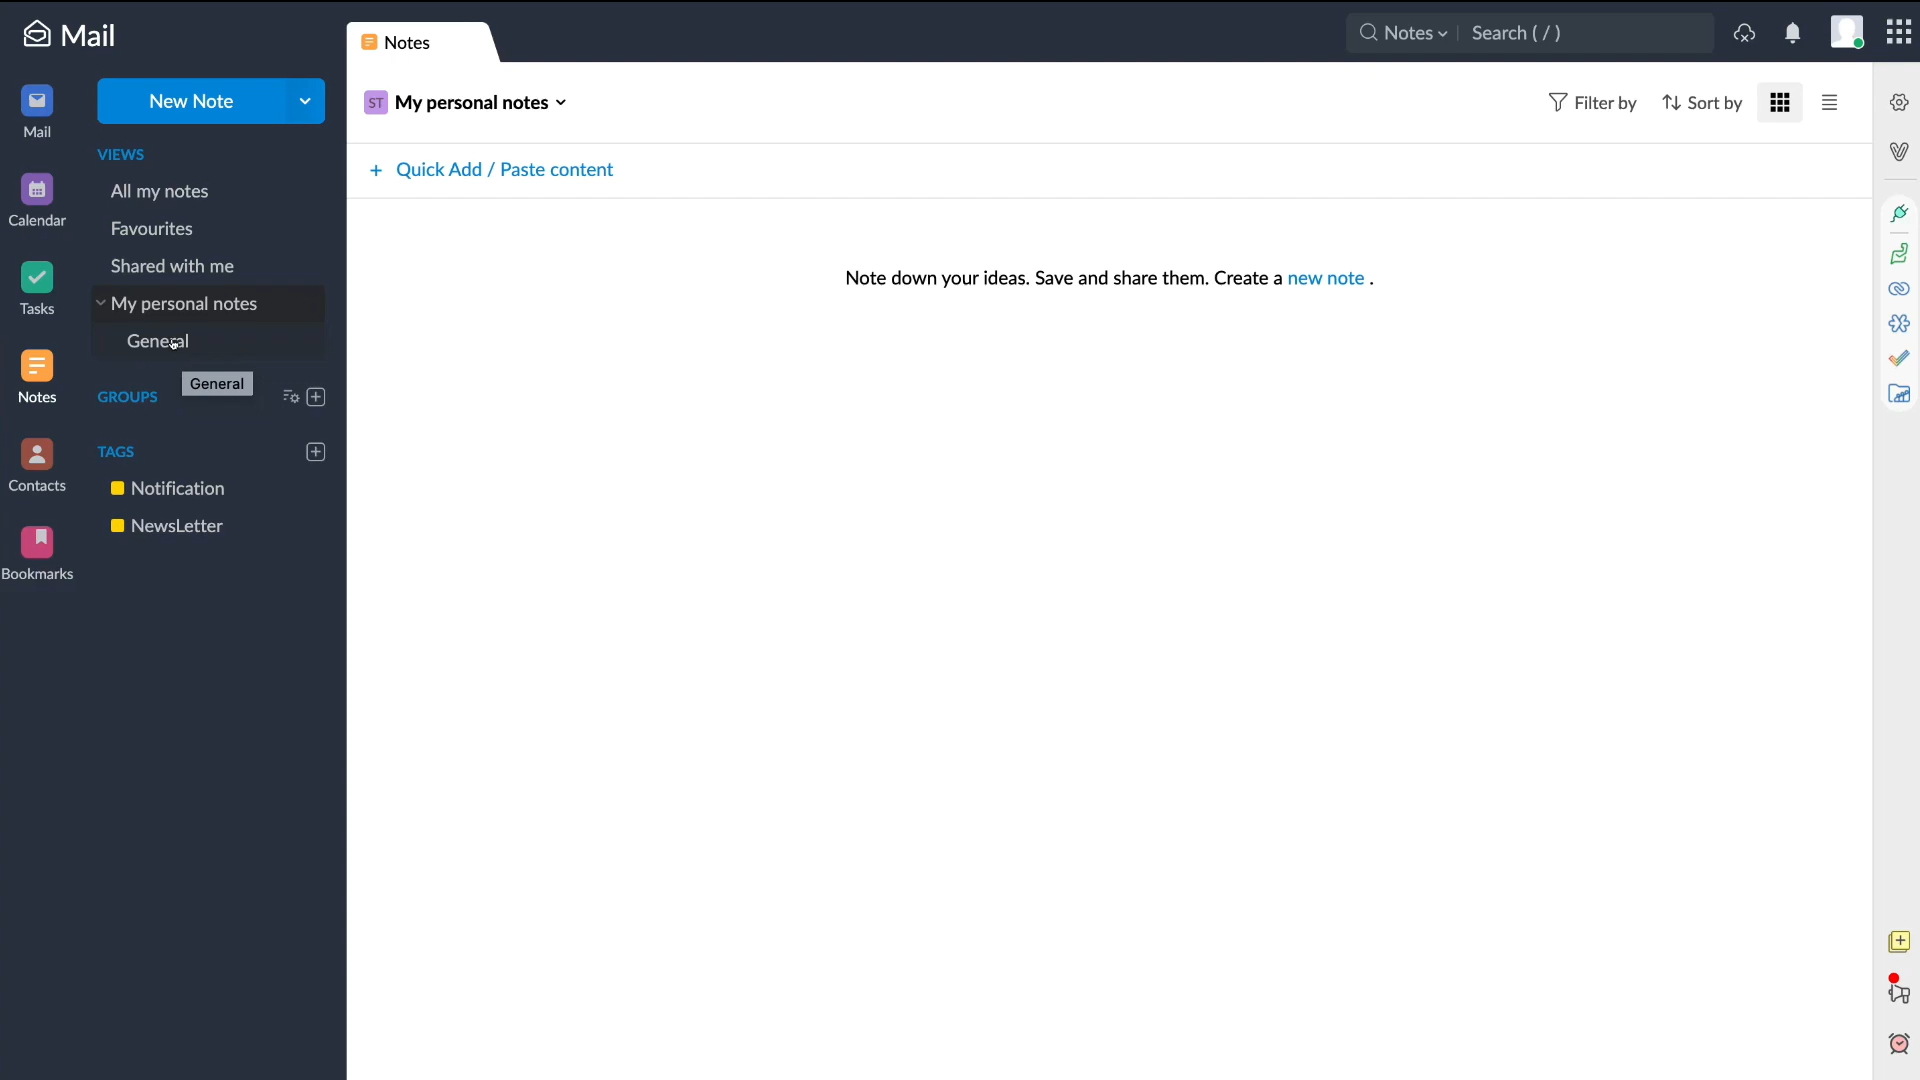 Mail
Notes
Notes
Search ( / )
Mail
Calendar
Tasks
Notes
Contacts
Bookmarks
New Note
VIEWS
All my notes
Favourites
Shared with me
My personal notes
General
General
GROUPS
TAGS
Notification
NewsLetter
ST My personal notes
Filter by
Sort by
+ Quick Add / Paste content
Note down your ideas. Save and share them. Create a new note .